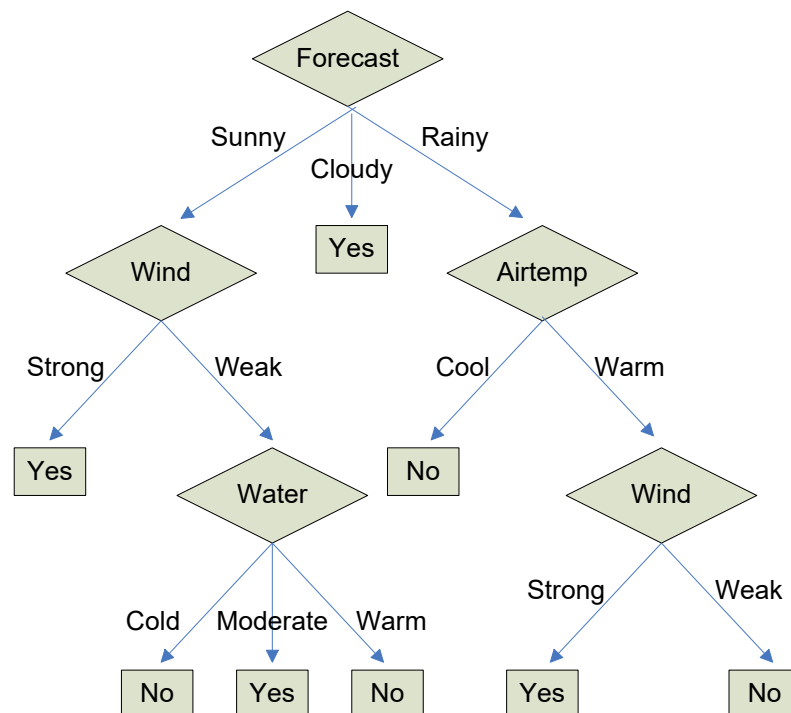 Forecast
Sunny
Cloudy
Rainy
Wind
Yes
Airtemp
Strong
Weak
Cool
Warm
Yes
Water
No
Wind
Cold
Moderate
Warm
Strong
Weak
No
Yes
No
Yes
No